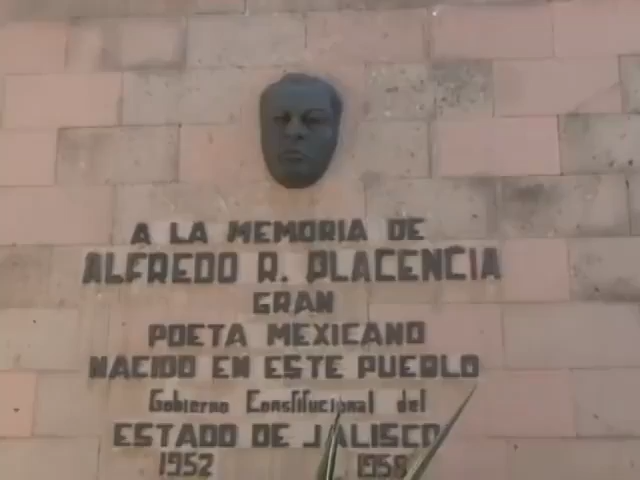 A LA MEMORIA DE
ALFREDO R. PLACENCIA
GRAN
POETA MEXICANO
NACIDO EN ESTE PUEBLO
Gobierno Constitucional del
ESTADO DE JALISCO
1952 1958